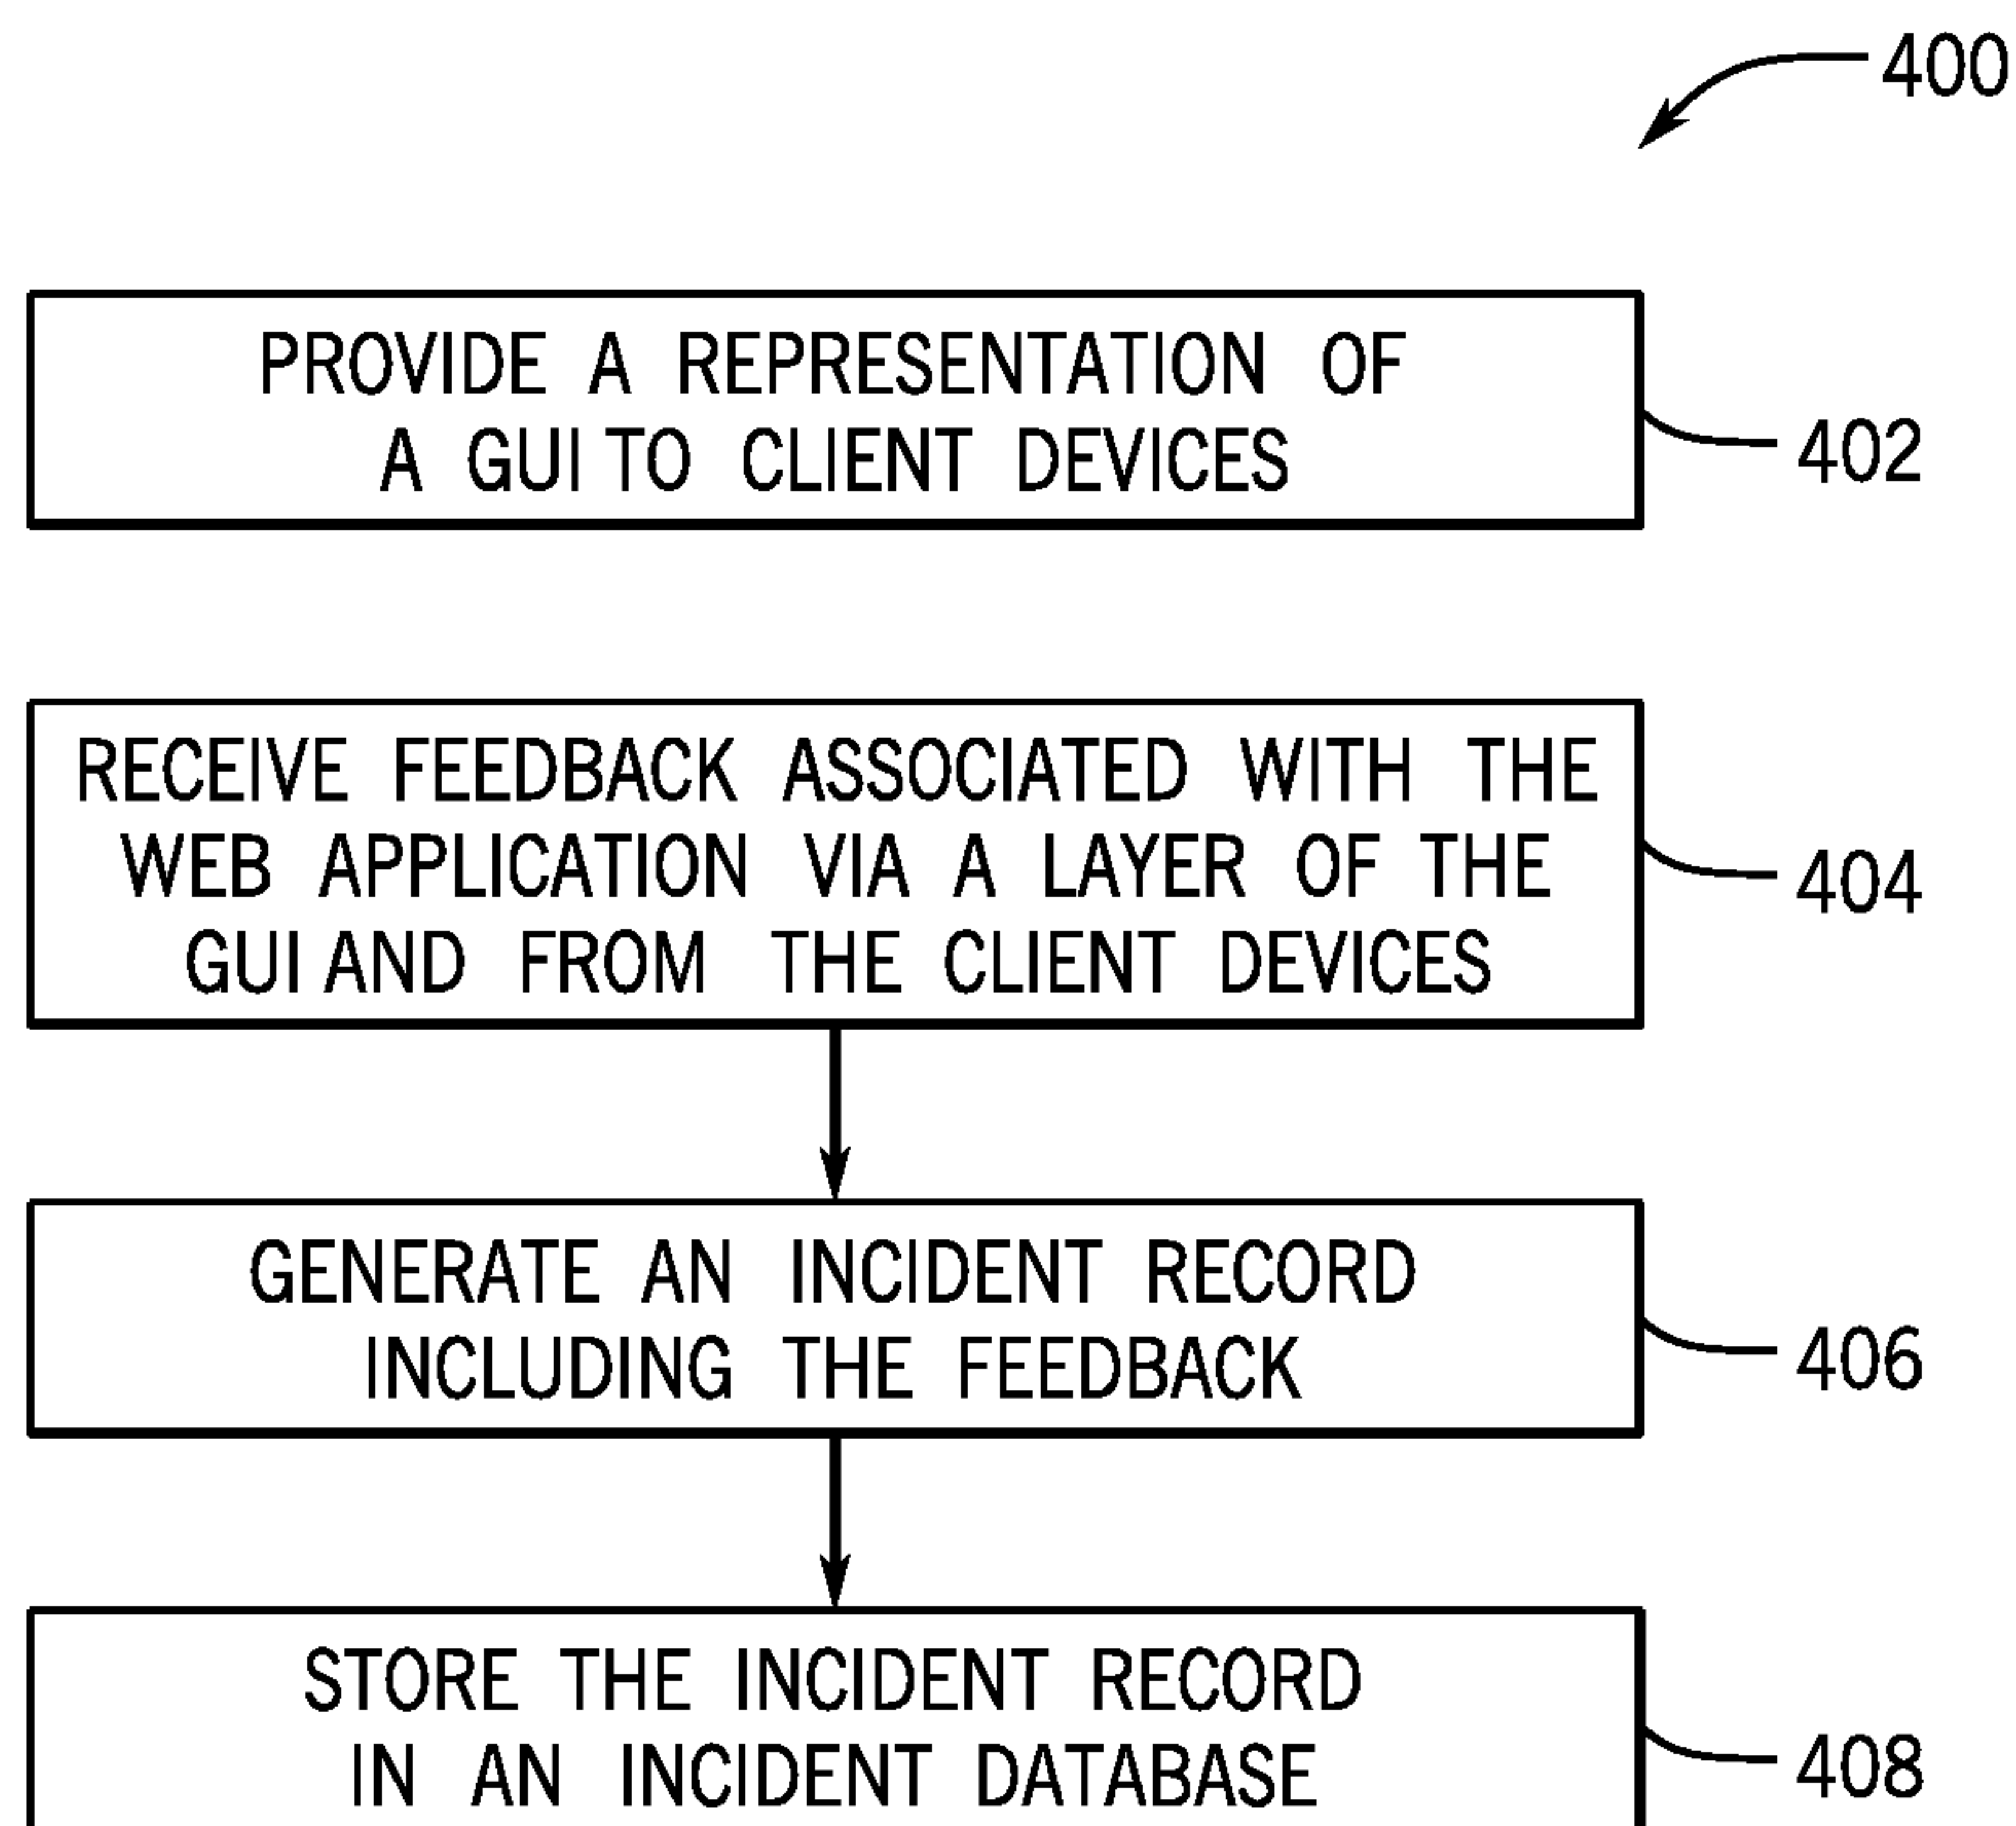 400
PROVIDE A REPRESENTATION OF
A GUI TO CLIENT DEVICES
402
RECEIVE FEEDBACK ASSOCIATED WITH THE
WEB APPLICATION VIA A LAYER OF THE
GUI AND FROM THE CLIENT DEVICES
404
GENERATE AN INCIDENT RECORD
INCLUDING THE FEEDBACK
406
STORE THE INCIDENT RECORD
IN AN INCIDENT DATABASE
408